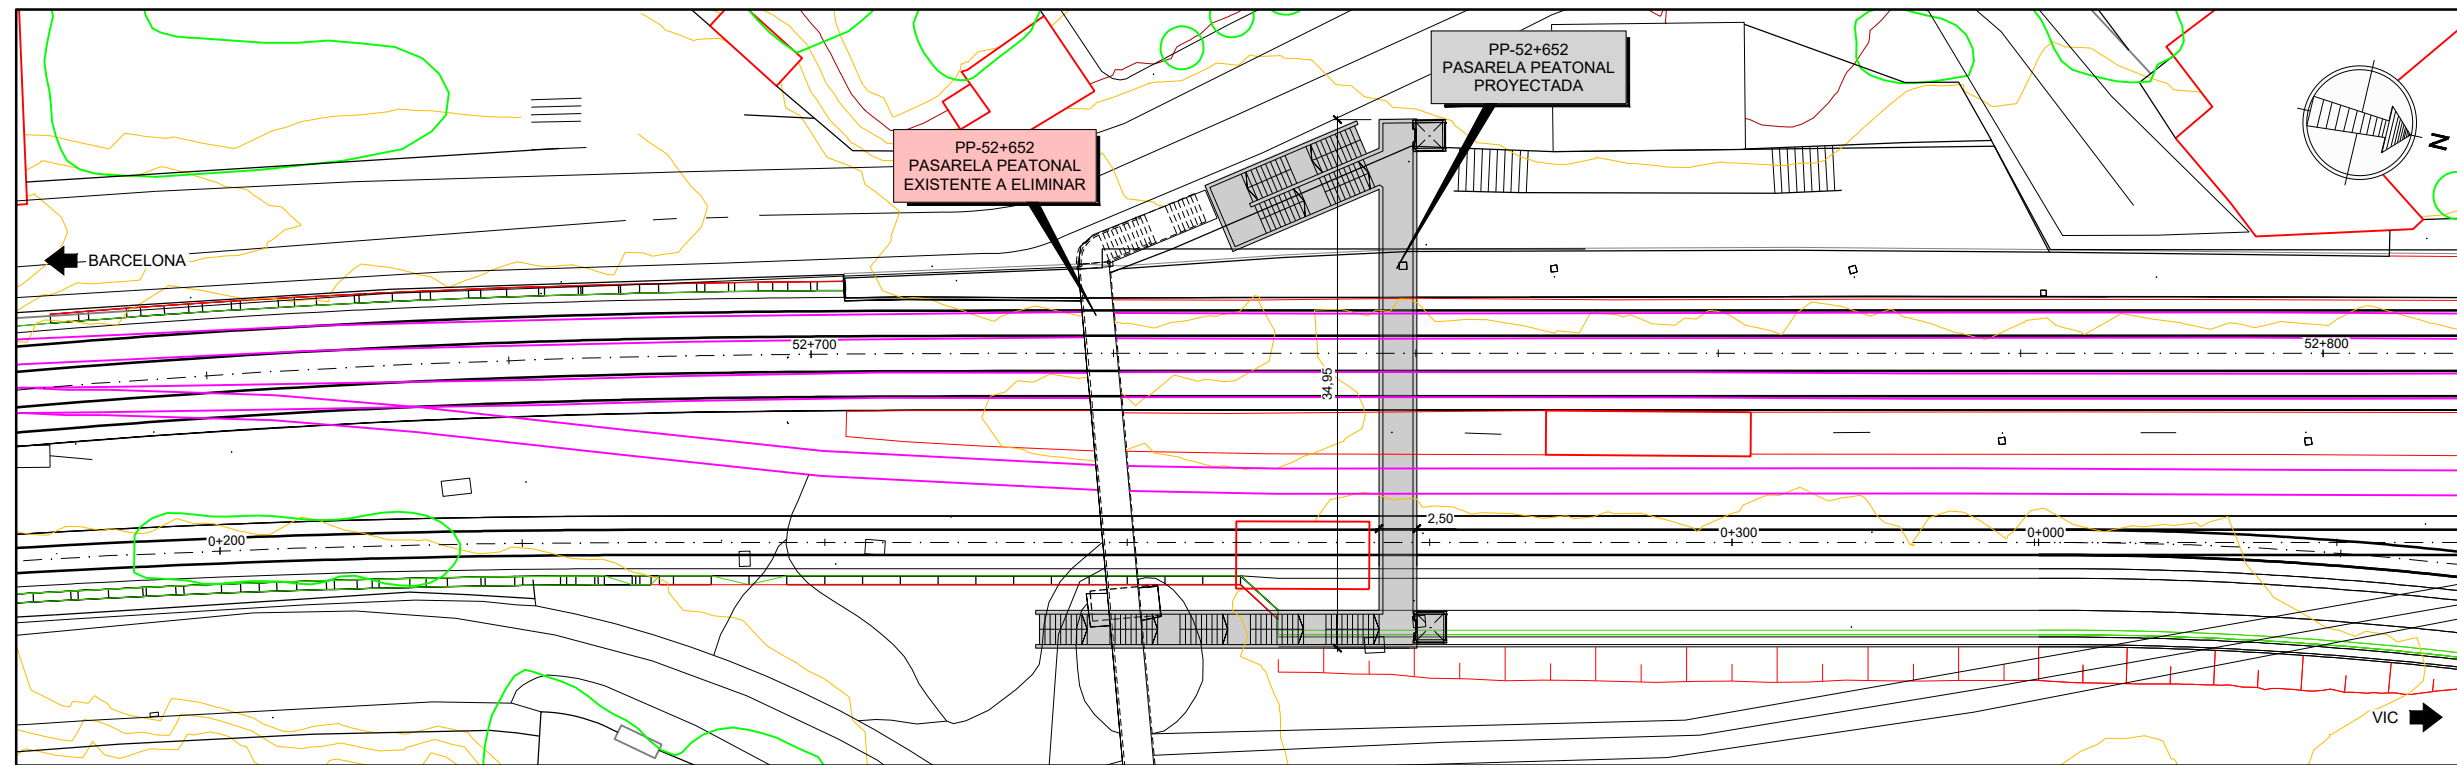 PP-52+652
PASARELA PEATONAL
PROYECTADA
PP-52+652
PASARELA PEATONAL
EXISTENTE A ELIMINAR
N
BARCELONA
52+700
52+800
34,95
2,50
0+200
0+300
0+000
VIC